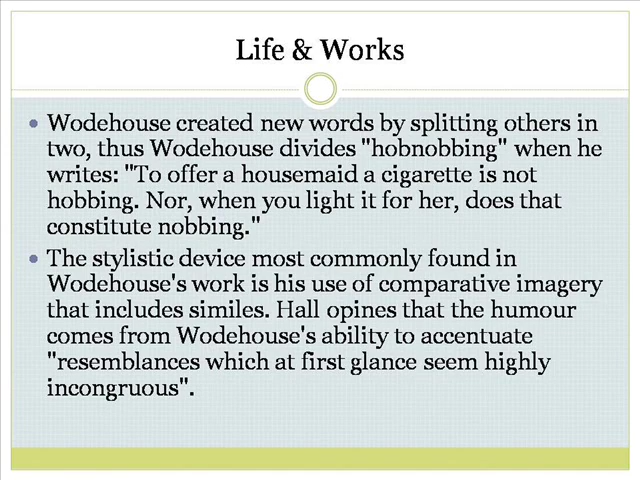 Life & Works
• Wodehouse created new words by splitting others in
two, thus Wodehouse divides "hobnobbing" when he
writes: "To offer a housemaid a cigarette is not
hobbing. Nor, when you light it for her, does that
constitute nobbing."
• The stylistic device most commonly found in
Wodehouse's work is his use of comparative imagery
that includes similes. Hall opines that the humour
comes from Wodehouse's ability to accentuate
"resemblances which at first glance seem highly
incongruous".